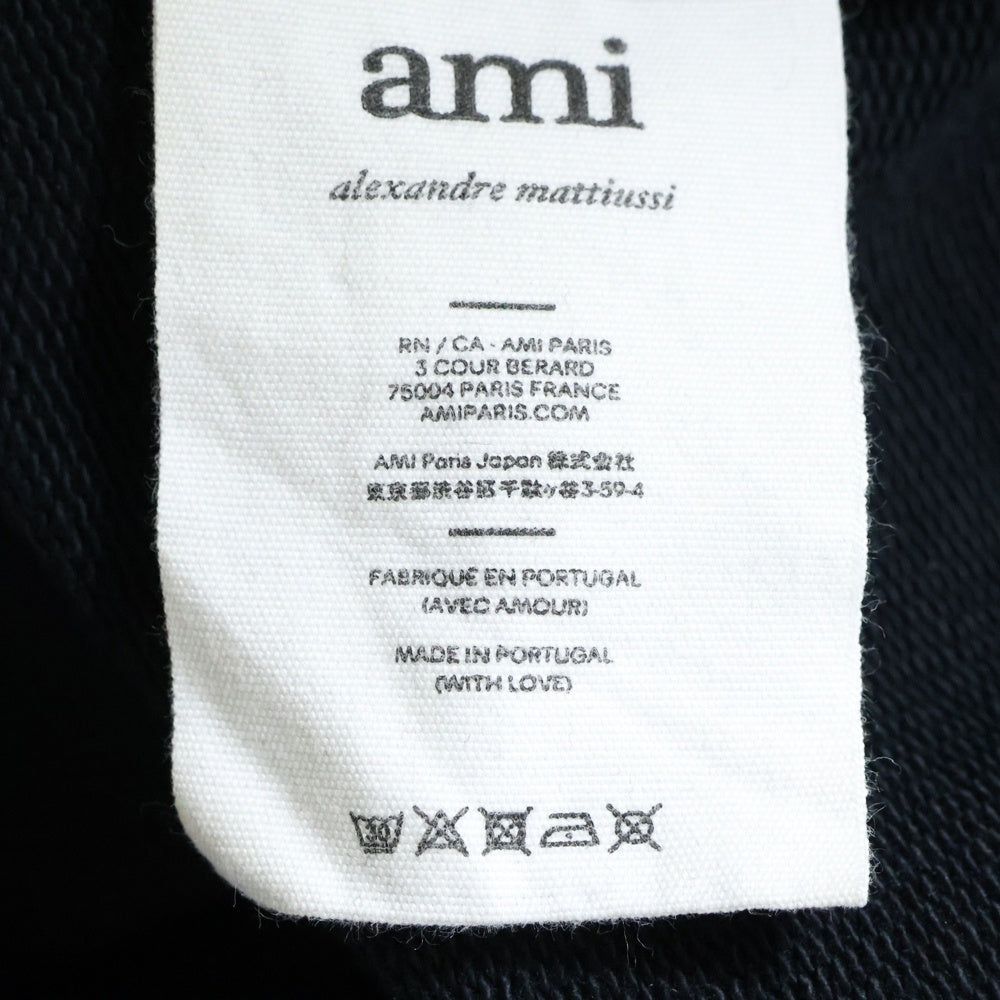 ami
alexandre mattiussi
RN / CA - AMI PARIS
3 COUR BERARD
75004 PARIS FRANCE
AMIPARIS.COM
AMI Paris Japan 株式会社
東京都渋谷区千駄ヶ谷3-59-4
FABRIQUE EN PORTUGAL
(AVEC AMOUR)
MADE IN PORTUGAL
(WITH LOVE)
30